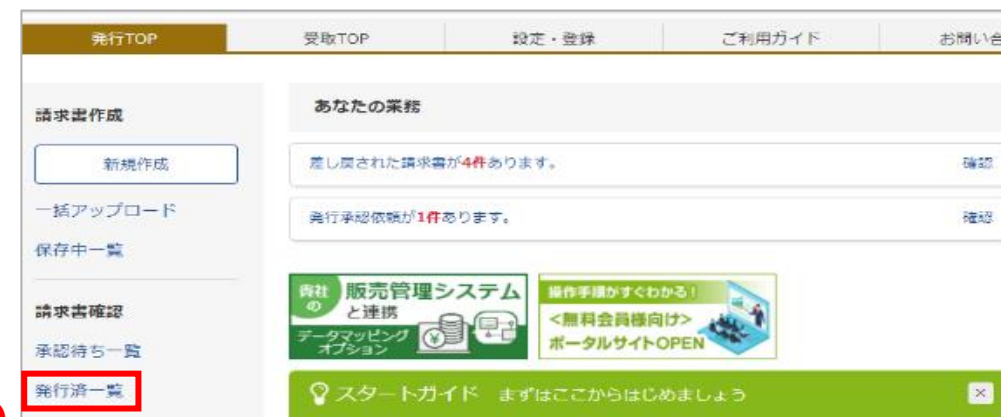 発行TOP
受取TOP
設定・登録
ご利用ガイド
お問い合
請求書作成
新規作成
一括アップロード
保存中一覧
請求書確認
承認待ち一覧
発行済一覧
あなたの業務
差し戻された請求書が4件あります。
確認
発行承認依頼が1件あります。
確認
貴社の
販売管理システム
と連携
データマッピング
オプション
操作手順がすぐわかる!
<無料会員様向け>
ポータルサイトOPEN
スタートガイド まずはここからはじめましょう